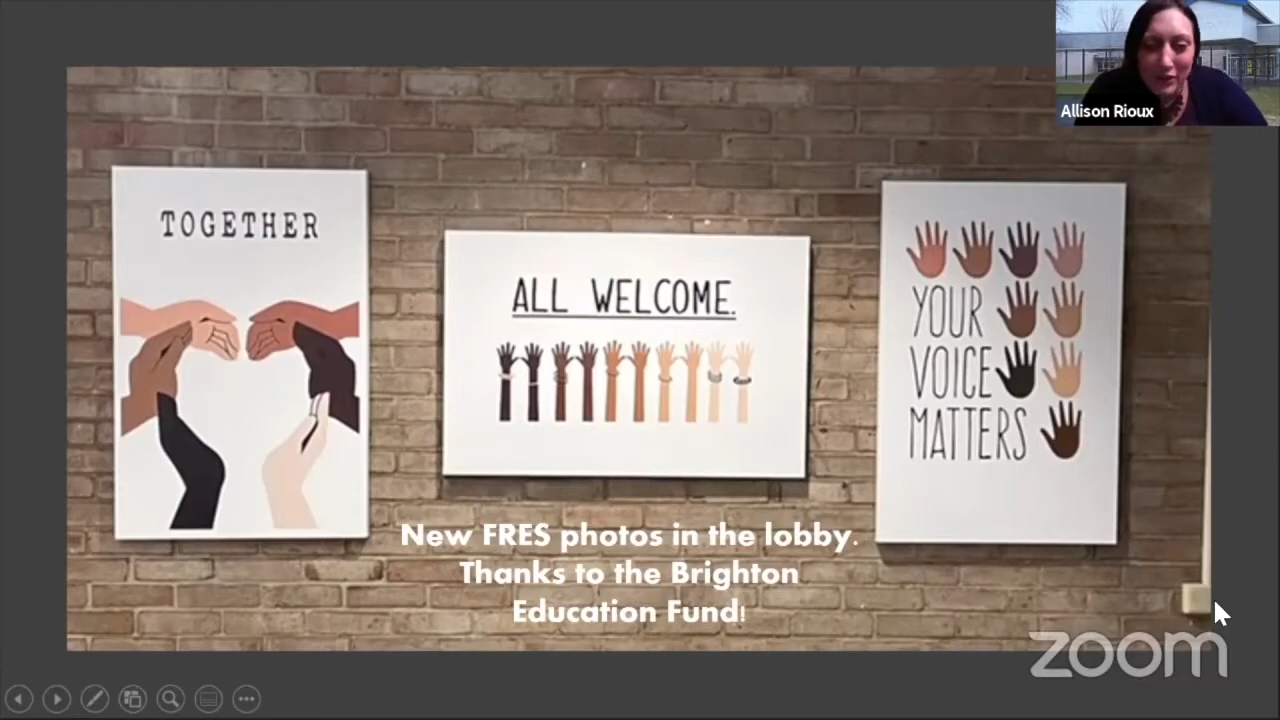 Allison Rioux
TOGETHER
ALL WELCOME.
YOUR
VOICE
MATTERS
New FRES photos in the lobby.
Thanks to the Brighton
Education Fund!
zoom